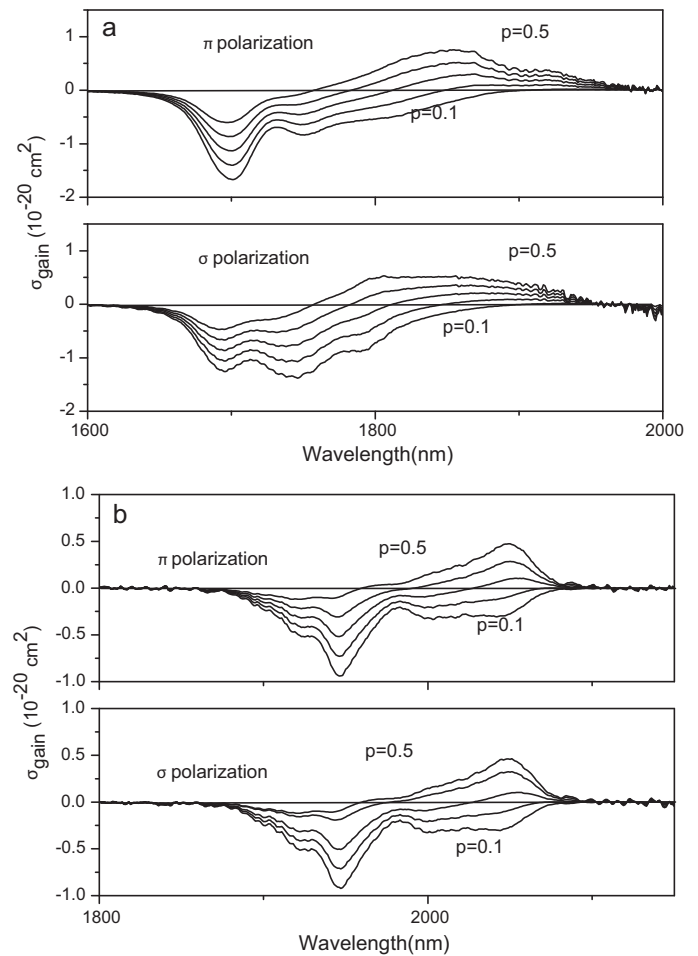 a
π polarization
p=0.5
p=0.1
1
0
-1
-2
σ polarization
p=0.5
p=0.1
1
0
-1
-2
1600
1800
2000
σgain (10-20 cm2)
Wavelength(nm)
b
π polarization
p=0.5
p=0.1
1.0
0.5
0.0
-0.5
-1.0
σ polarization
p=0.5
p=0.1
1.0
0.5
0.0
-0.5
-1.0
1800
2000
σgain (10-20 cm2)
Wavelength(nm)